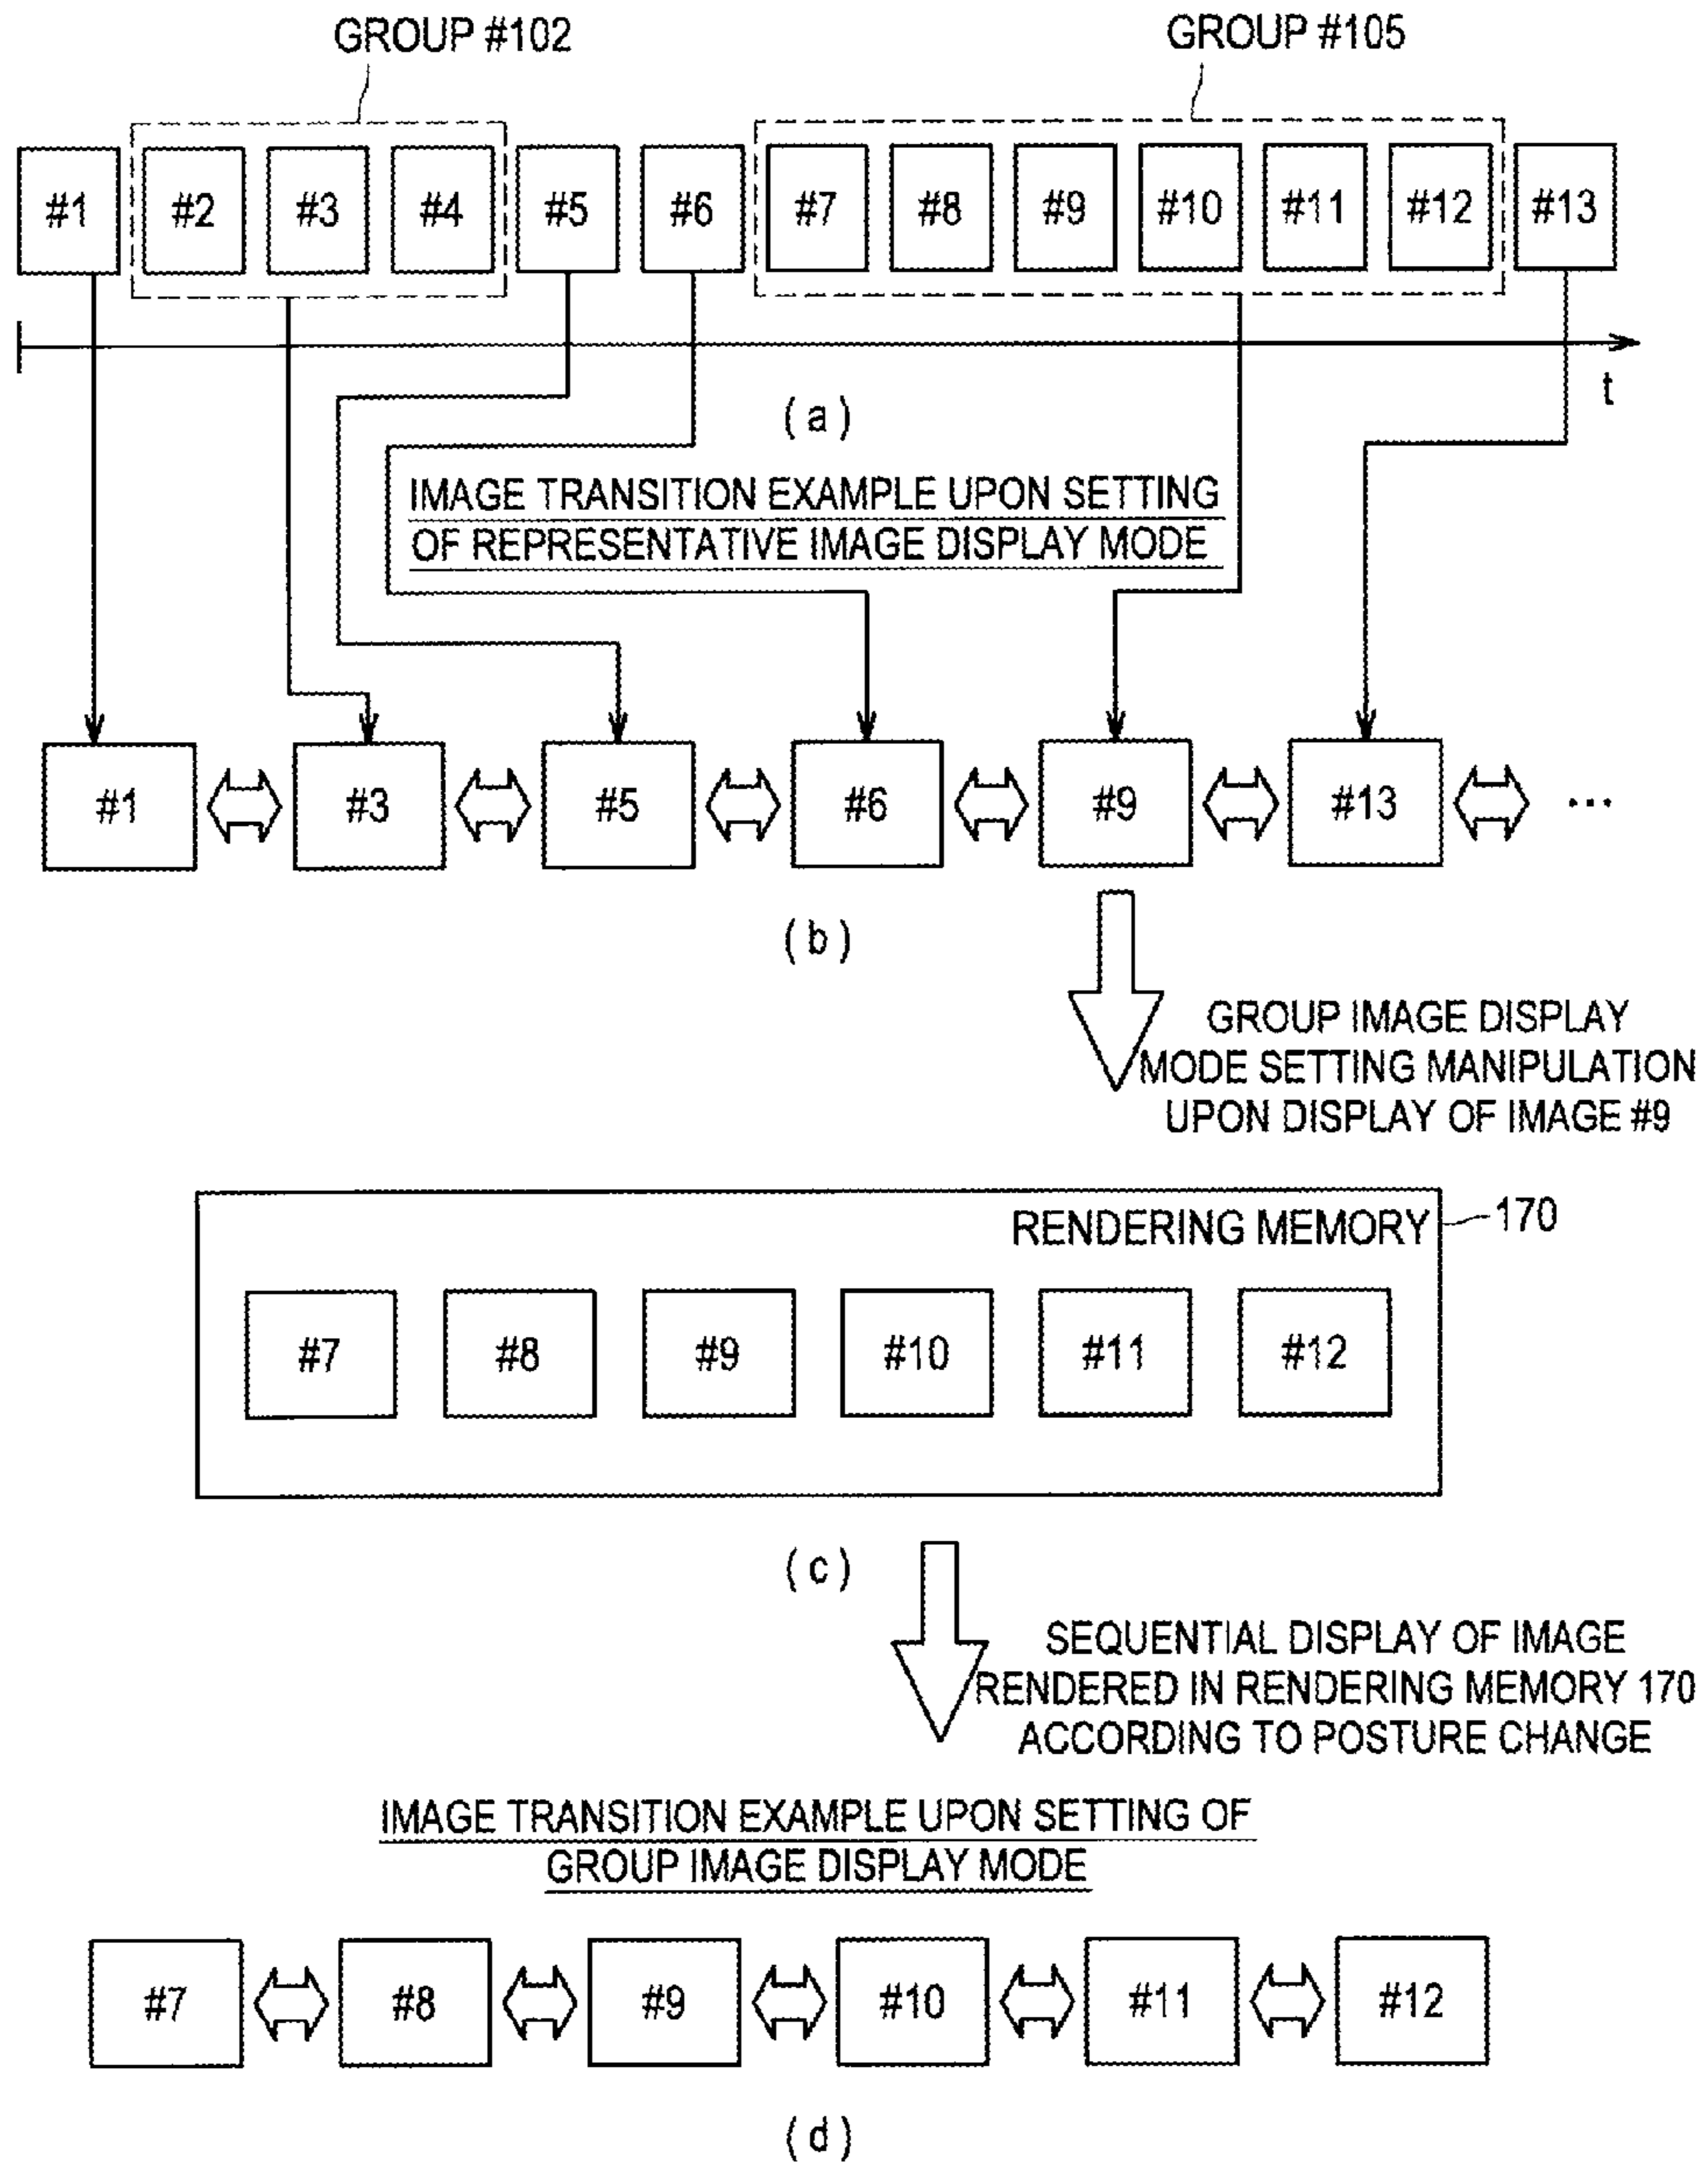 GROUP #102 GROUP #105
#1 #2 #3 #4 #5 #6 #7 #8 #9 #10 #11 #12 #13
t
(a)
IMAGE TRANSITION EXAMPLE UPON SETTING
OF REPRESENTATIVE IMAGE DISPLAY MODE
#1 #3 #5 #6 #9 #13 ...
(b)
GROUP IMAGE DISPLAY
MODE SETTING MANIPULATION
UPON DISPLAY OF IMAGE #9
RENDERING MEMORY 170
#7 #8 #9 #10 #11 #12
(c)
SEQUENTIAL DISPLAY OF IMAGE
RENDERED IN RENDERING MEMORY 170
ACCORDING TO POSTURE CHANGE
IMAGE TRANSITION EXAMPLE UPON SETTING OF
GROUP IMAGE DISPLAY MODE
#7 #8 #9 #10 #11 #12
(d)